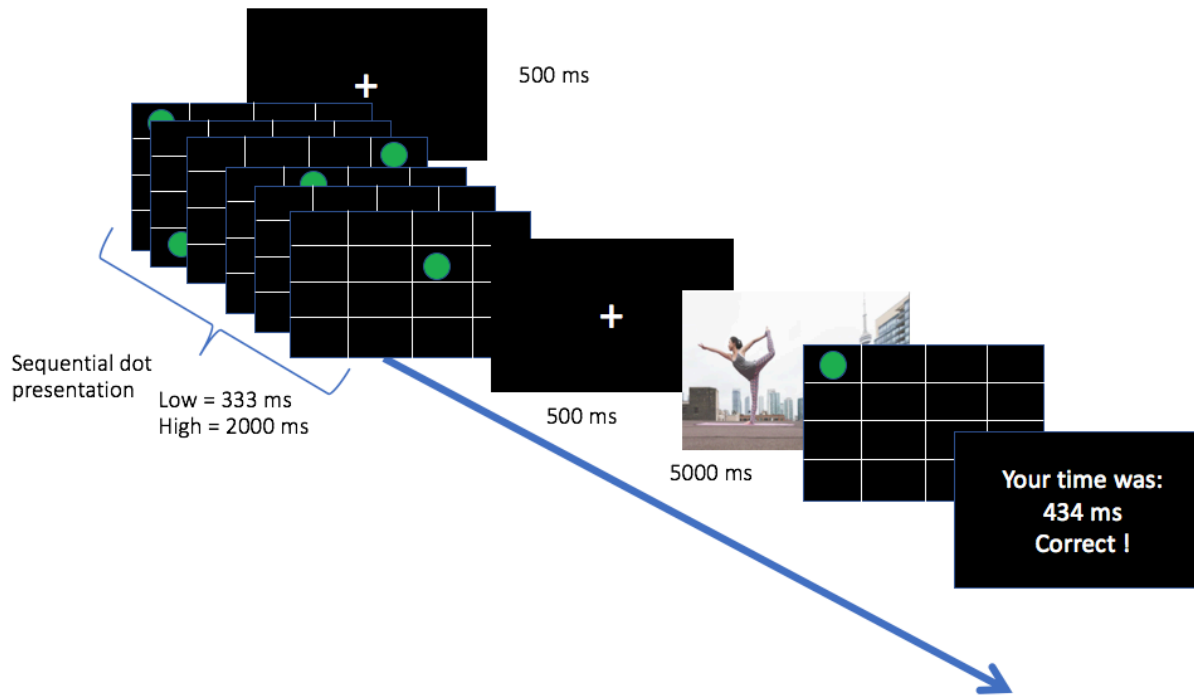 500 ms
Sequential dot
presentation
Low = 333 ms
High = 2000 ms
500 ms
5000 ms
Your time was:
434 ms
Correct !